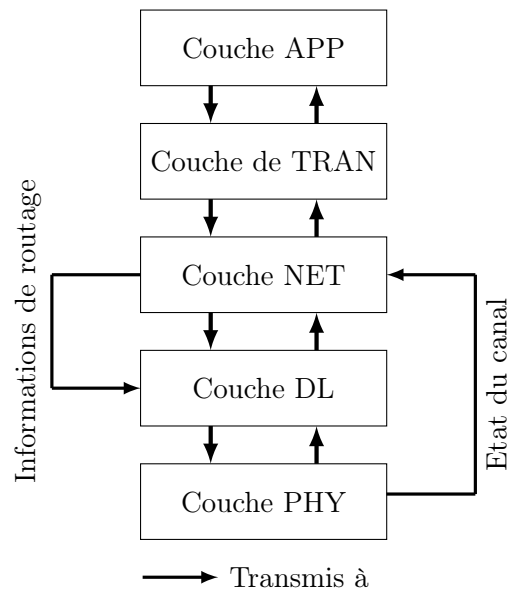 Couche APP
Couche de TRAN
Couche NET
Couche DL
Couche PHY
Informations de routage
Etat du canal
Transmis à